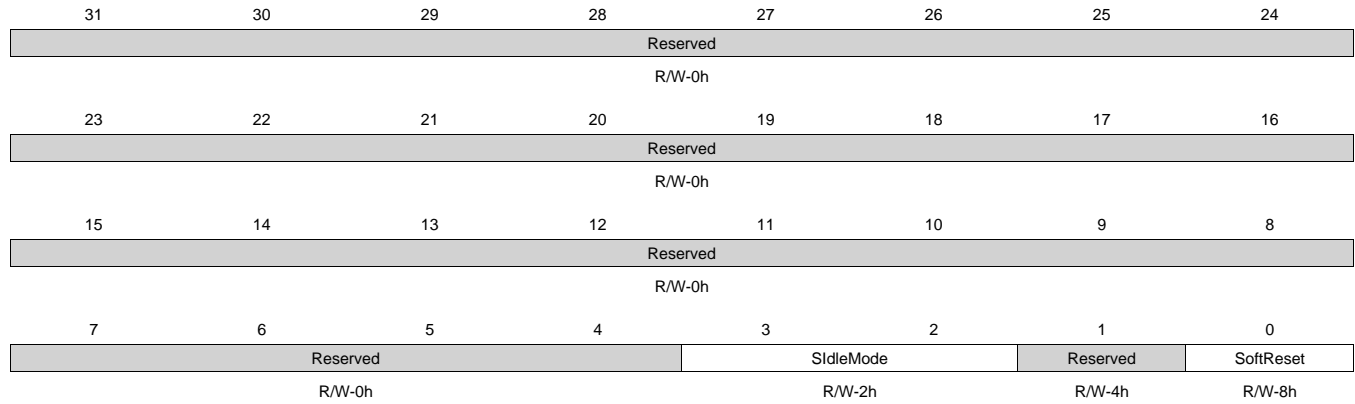 31 30 29 28 27 26 25 24
Reserved
R/W-0h
23 22 21 20 19 18 17 16
Reserved
R/W-0h
15 14 13 12 11 10 9 8
Reserved
R/W-0h
7 6 5 4 3 2 1 0
Reserved SIdleMode Reserved SoftReset
R/W-0h R/W-2h R/W-4h R/W-8h